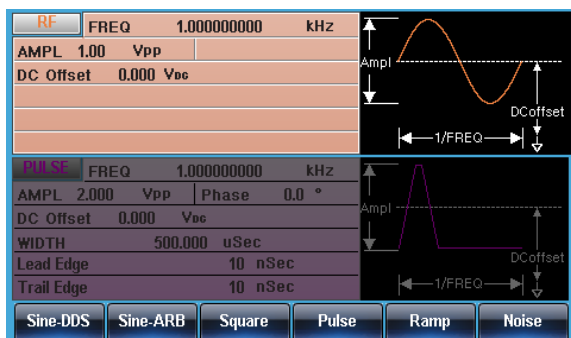 RF FREQ 1.000000000 kHz
AMPL 1.00 Vpp
DC Offset 0.000 VDC
Ampl
DCoffset
1/FREQ
PULSE FREQ 1.000000000 kHz
AMPL 2.000 Vpp Phase 0.0 °
DC Offset 0.000 VDC
WIDTH 500.000 uSec
Lead Edge 10 nSec
Trail Edge 10 nSec
Ampl
DCoffset
1/FREQ
Sine-DDS Sine-ARB Square Pulse Ramp Noise